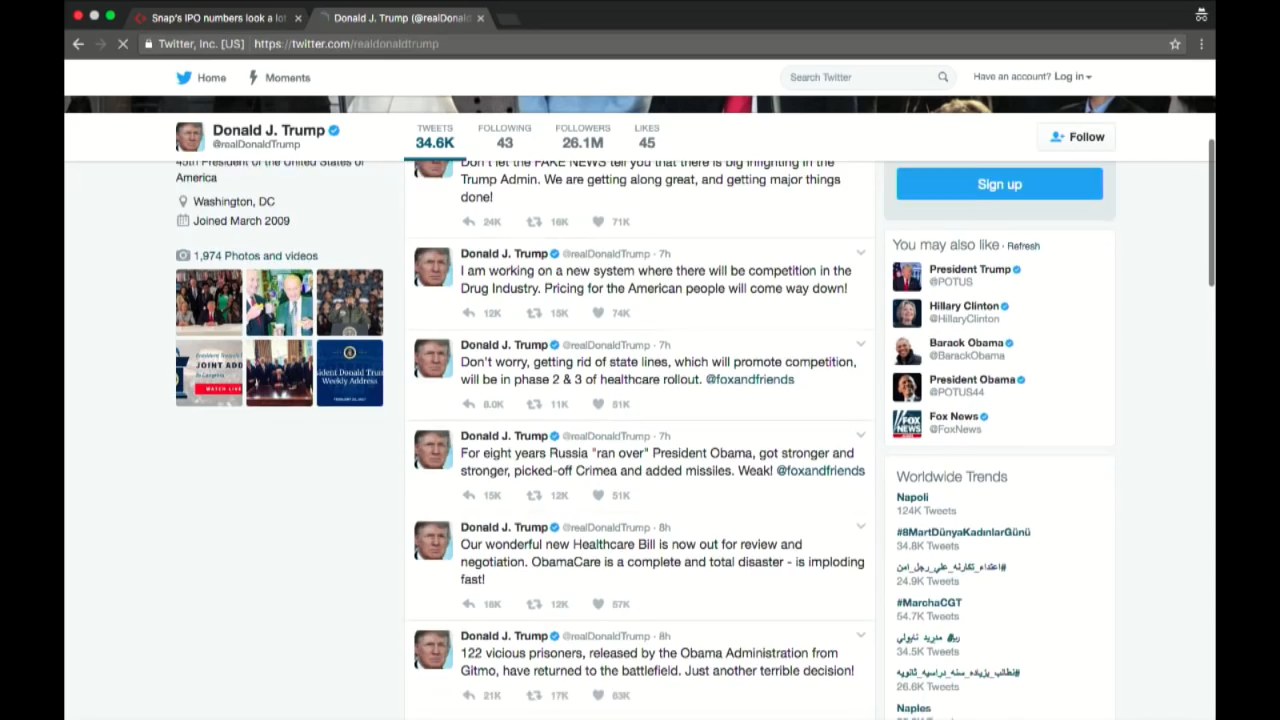 Snap's IPO numbers look a lot
Donald J. Trump (@realDonald
Twitter, Inc. [US] https://twitter.com/realdonaldtrump
Home Moments
Search Twitter
Have an account? Log in
Donald J. Trump
@realDonaldTrump
TWEETS
34.6K
FOLLOWING
43
FOLLOWERS
26.1M
LIKES
45
Follow
45th President of the United States of
America
Washington, DC
Joined March 2009
1,974 Photos and videos
JOINT ADD
WATCH LIVE
Weekly Address
Don't let the FAKE NEWS tell you that there is big infighting in the
Trump Admin. We are getting along great, and getting major things
done!
24K 16K 71K
Donald J. Trump @realDonaldTrump · 7h
I am working on a new system where there will be competition in the
Drug Industry. Pricing for the American people will come way down!
12K 15K 74K
Donald J. Trump @realDonaldTrump · 7h
Don't worry, getting rid of state lines, which will promote competition,
will be in phase 2 & 3 of healthcare rollout. @foxandfriends
8.0K 11K 51K
Donald J. Trump @realDonaldTrump · 7h
For eight years Russia "ran over" President Obama, got stronger and
stronger, picked-off Crimea and added missiles. Weak! @foxandfriends
15K 12K 51K
Donald J. Trump @realDonaldTrump · 8h
Our wonderful new Healthcare Bill is now out for review and
negotiation. ObamaCare is a complete and total disaster - is imploding
fast!
18K 12K 57K
Donald J. Trump @realDonaldTrump · 8h
122 vicious prisoners, released by the Obama Administration from
Gitmo, have returned to the battlefield. Just another terrible decision!
21K 17K 63K
Sign up
You may also like · Refresh
President Trump
@POTUS
Hillary Clinton
@HillaryClinton
Barack Obama
@BarackObama
President Obama
@POTUS44
Fox News
@FoxNews
FOX
NEWS
Worldwide Trends
Napoli
124K Tweets
#8MartDünyaKadınlarGünü
34.8K Tweets
#اعتداء_تكارنه_علي_رجل_امن
24.9K Tweets
#MarchaCGT
54.7K Tweets
ريال مدريد نابولي
34.5K Tweets
#نطالب_بزياده_سنه_دراسيه_ثانويه
26.6K Tweets
Naples